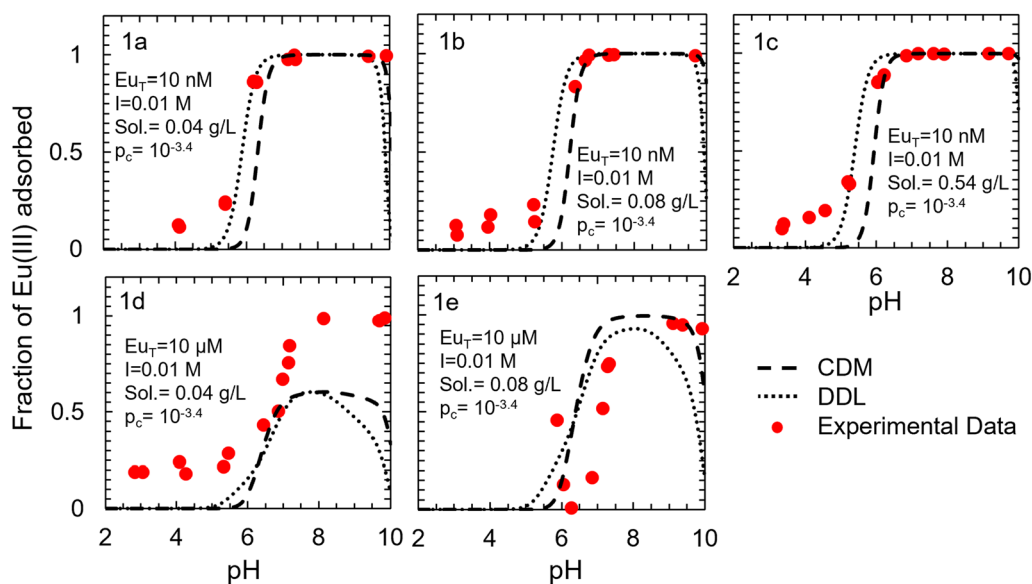 Fraction of Eu(III) adsorbed
1a
Eu_T=10 nM
I=0.01 M
Sol.= 0.04 g/L
p_c= 10^-3.4
1
0.5
0
1b
Eu_T=10 nM
I=0.01 M
Sol.= 0.08 g/L
p_c= 10^-3.4
1c
Eu_T=10 nM
I=0.01 M
Sol.= 0.54 g/L
p_c= 10^-3.4
2 4 6 8 10
pH
1d
Eu_T=10 µM
I=0.01 M
Sol.= 0.04 g/L
p_c= 10^-3.4
1
0.5
0
2 4 6 8 10
pH
1e
Eu_T=10 µM
I=0.01 M
Sol.= 0.08 g/L
p_c= 10^-3.4
2 4 6 8 10
pH
CDM
DDL
Experimental Data